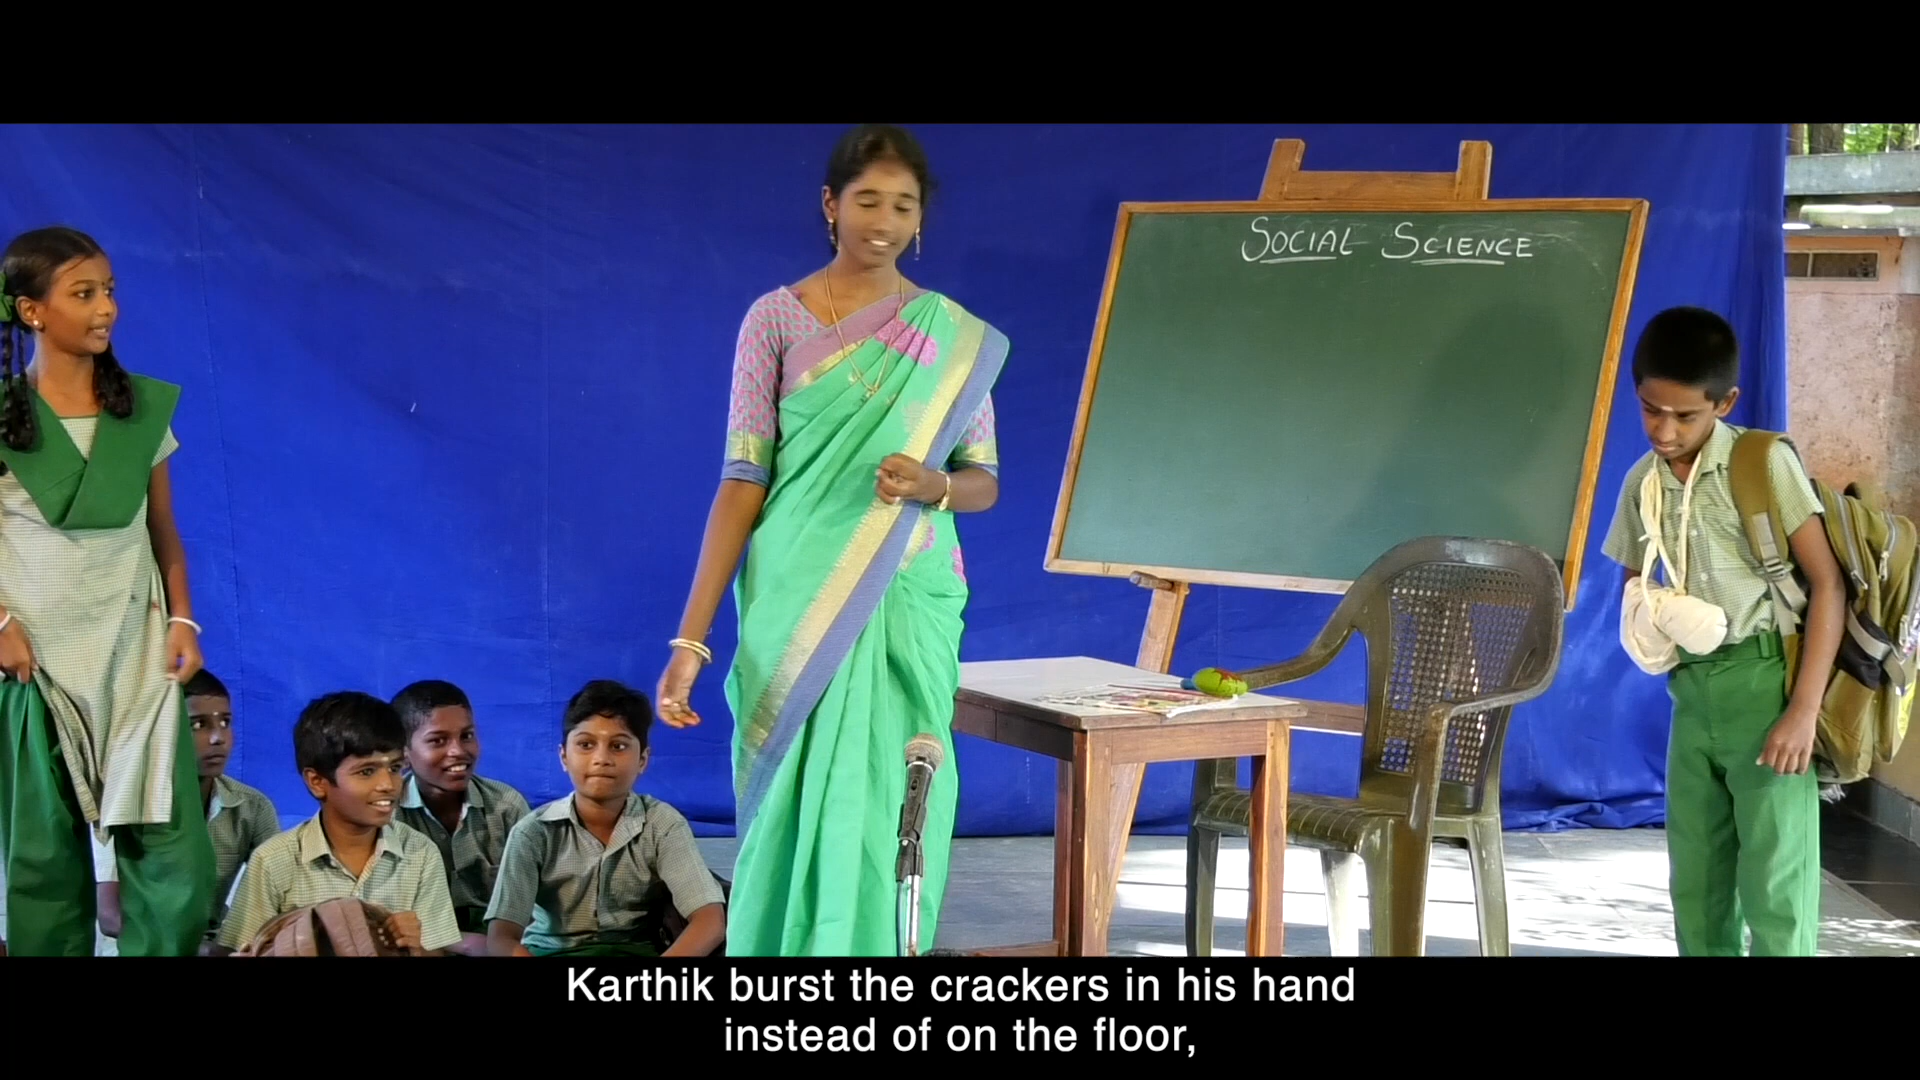 SOCIAL SCIENCE
Karthik burst the crackers in his hand
instead of on the floor,